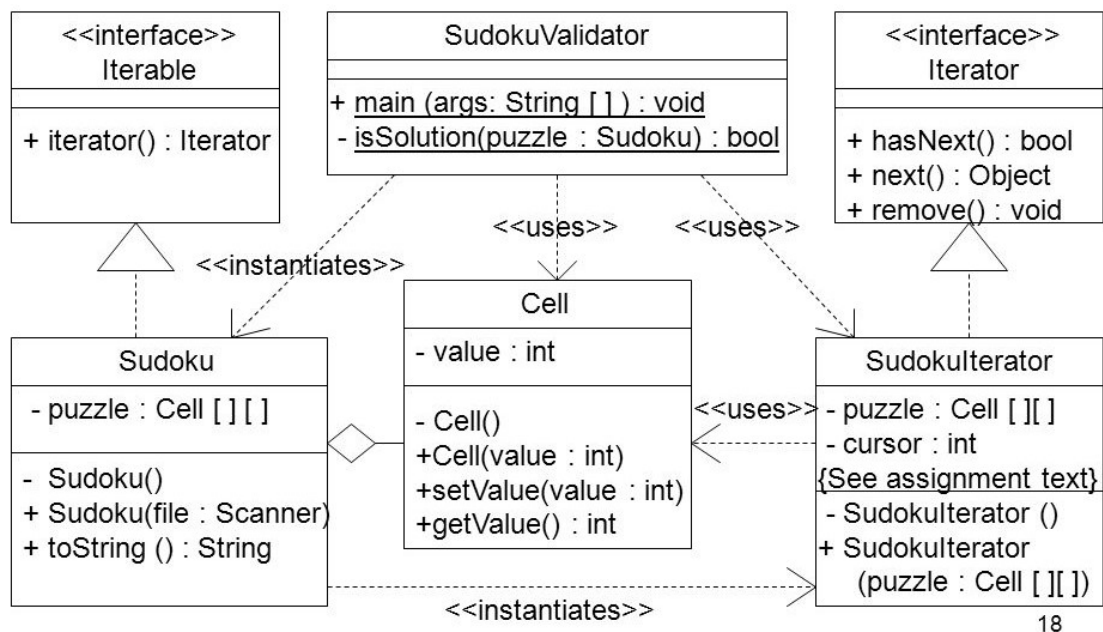 <<interface>>
Iterable
+ iterator() : Iterator
SudokuValidator
+ main (args: String [ ] ) : void
- isSolution(puzzle : Sudoku) : bool
<<interface>>
Iterator
+ hasNext() : bool
+ next() : Object
+ remove() : void
<<instantiates>>
<<uses>>
<<uses>>
Sudoku
- puzzle : Cell [ ] [ ]
- Sudoku()
+ Sudoku(file : Scanner)
+ toString () : String
Cell
- value : int
- Cell()
+Cell(value : int)
+setValue(value : int)
+getValue() : int
<<uses>>
SudokuIterator
- puzzle : Cell [ ][ ]
- cursor : int
{See assignment text}
- SudokuIterator ()
+ SudokuIterator
(puzzle : Cell [ ][ ])
<<instantiates>>
18